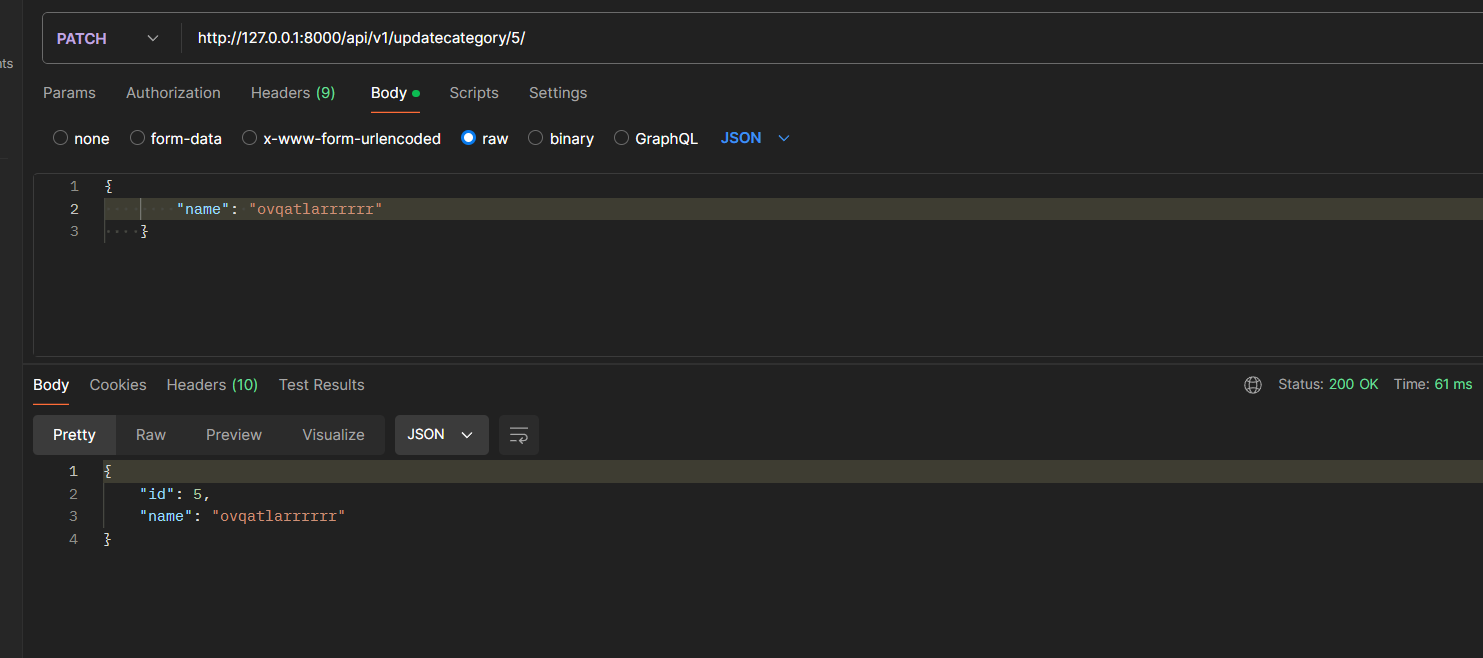 PATCH http://127.0.0.1:8000/api/v1/updatecategory/5/
nts
Params Authorization Headers (9) Body Scripts Settings
none form-data x-www-form-urlencoded raw binary GraphQL JSON
1 {
2 "name": "ovqatlarrrrrr"
3 }
Body Cookies Headers (10) Test Results Status: 200 OK Time: 61 ms
Pretty Raw Preview Visualize JSON
1 {
2 "id": 5,
3 "name": "ovqatlarrrrrr"
4 }